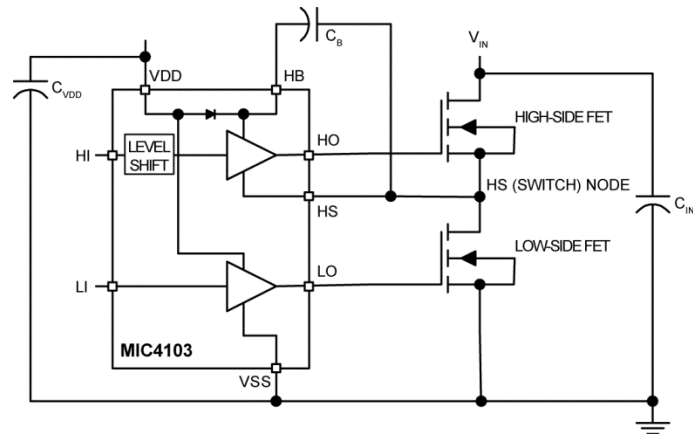 C_B
V_IN
C_VDD
VDD
HB
HIGH-SIDE FET
HI
LEVEL
SHIFT
HO
HS
HS (SWITCH) NODE
C_IN
LO
LOW-SIDE FET
LI
MIC4103
VSS